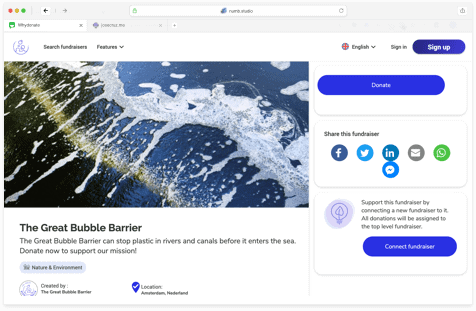 numb.studio
Whydonate
Search fundraisers
Features
English
Sign in
Sign up
Donate
Share this fundraiser
The Great Bubble Barrier
The Great Bubble Barrier can stop plastic in rivers and canals before it enters the sea.
Donate now to support our mission!
Nature & Environment
Created by :
The Great Bubble Barrier
Location:
Amsterdam, Nederland
Support this fundraiser by
connecting a new fundraiser to it.
All donations will be assigned to
the top level fundraiser.
Connect fundraiser